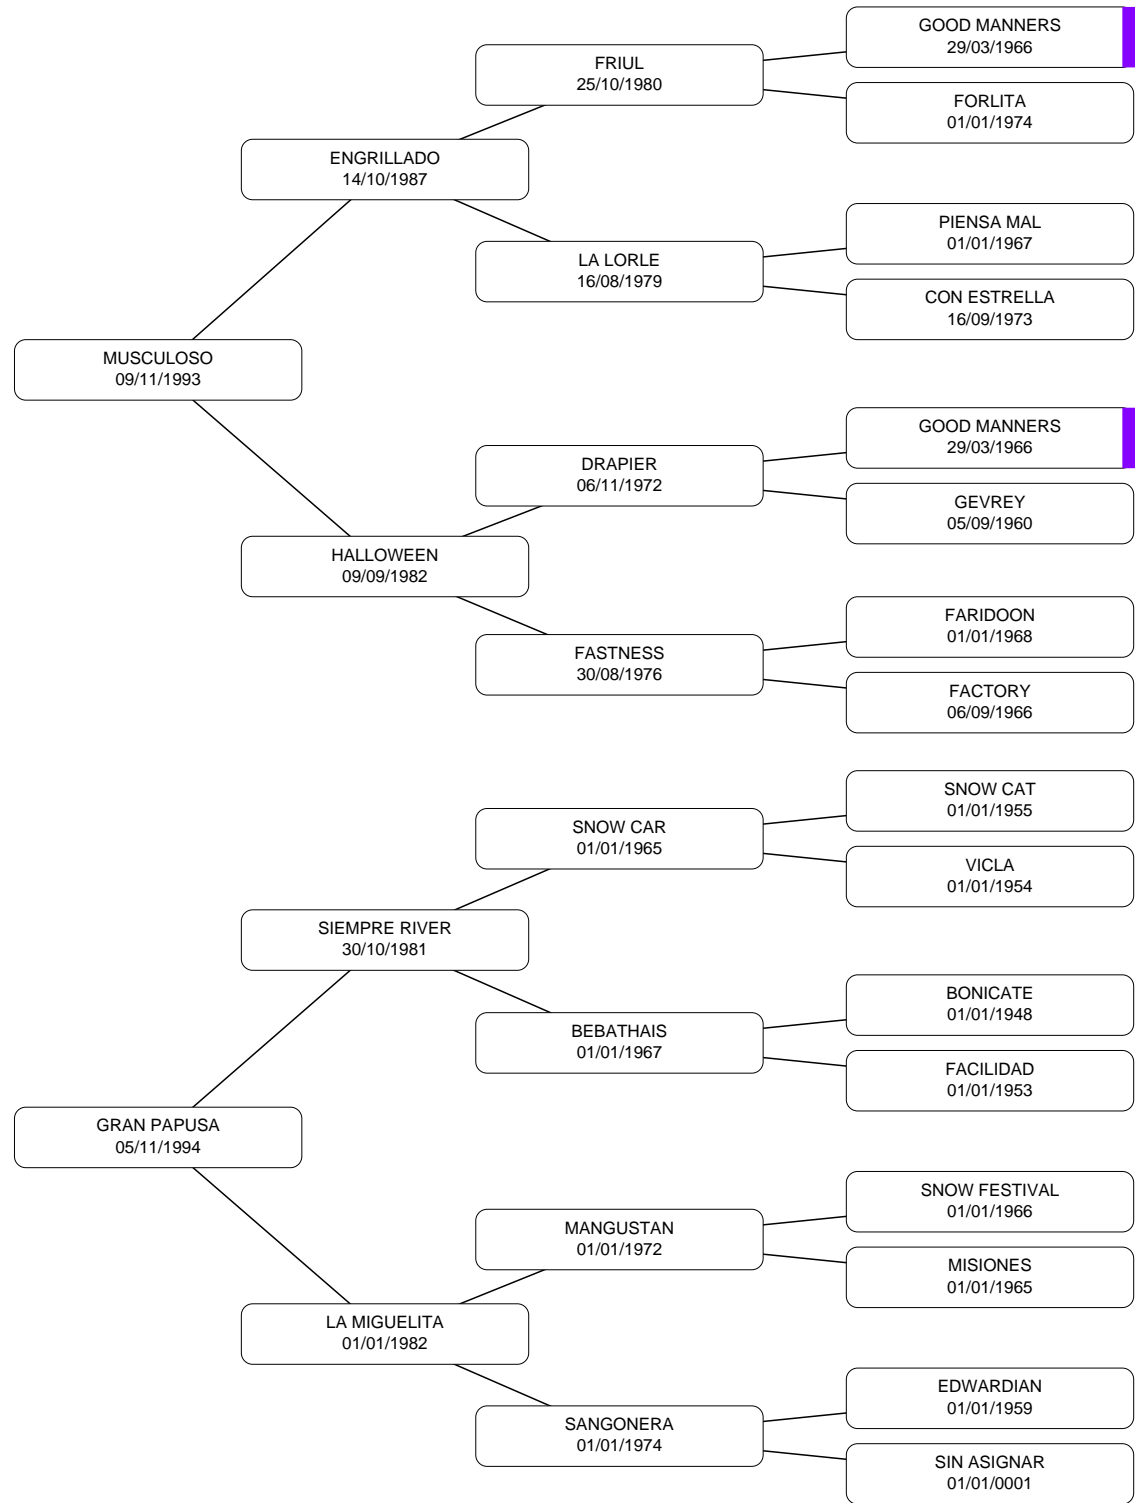 GOOD MANNERS
29/03/1966
FRIUL
25/10/1980
FORLITA
01/01/1974
ENGRILLADO
14/10/1987
PIENSA MAL
01/01/1967
LA LORLE
16/08/1979
CON ESTRELLA
16/09/1973
MUSCULOSO
09/11/1993
GOOD MANNERS
29/03/1966
DRAPIER
06/11/1972
GEVREY
05/09/1960
HALLOWEEN
09/09/1982
FARIDOON
01/01/1968
FASTNESS
30/08/1976
FACTORY
06/09/1966
SNOW CAT
01/01/1955
SNOW CAR
01/01/1965
VICLA
01/01/1954
SIEMPRE RIVER
30/10/1981
BONICATE
01/01/1948
BEBATHAIS
01/01/1967
FACILIDAD
01/01/1953
GRAN PAPUSA
05/11/1994
SNOW FESTIVAL
01/01/1966
MANGUSTAN
01/01/1972
MISIONES
01/01/1965
LA MIGUELITA
01/01/1982
EDWARDIAN
01/01/1959
SANGONERA
01/01/1974
SIN ASIGNAR
01/01/0001